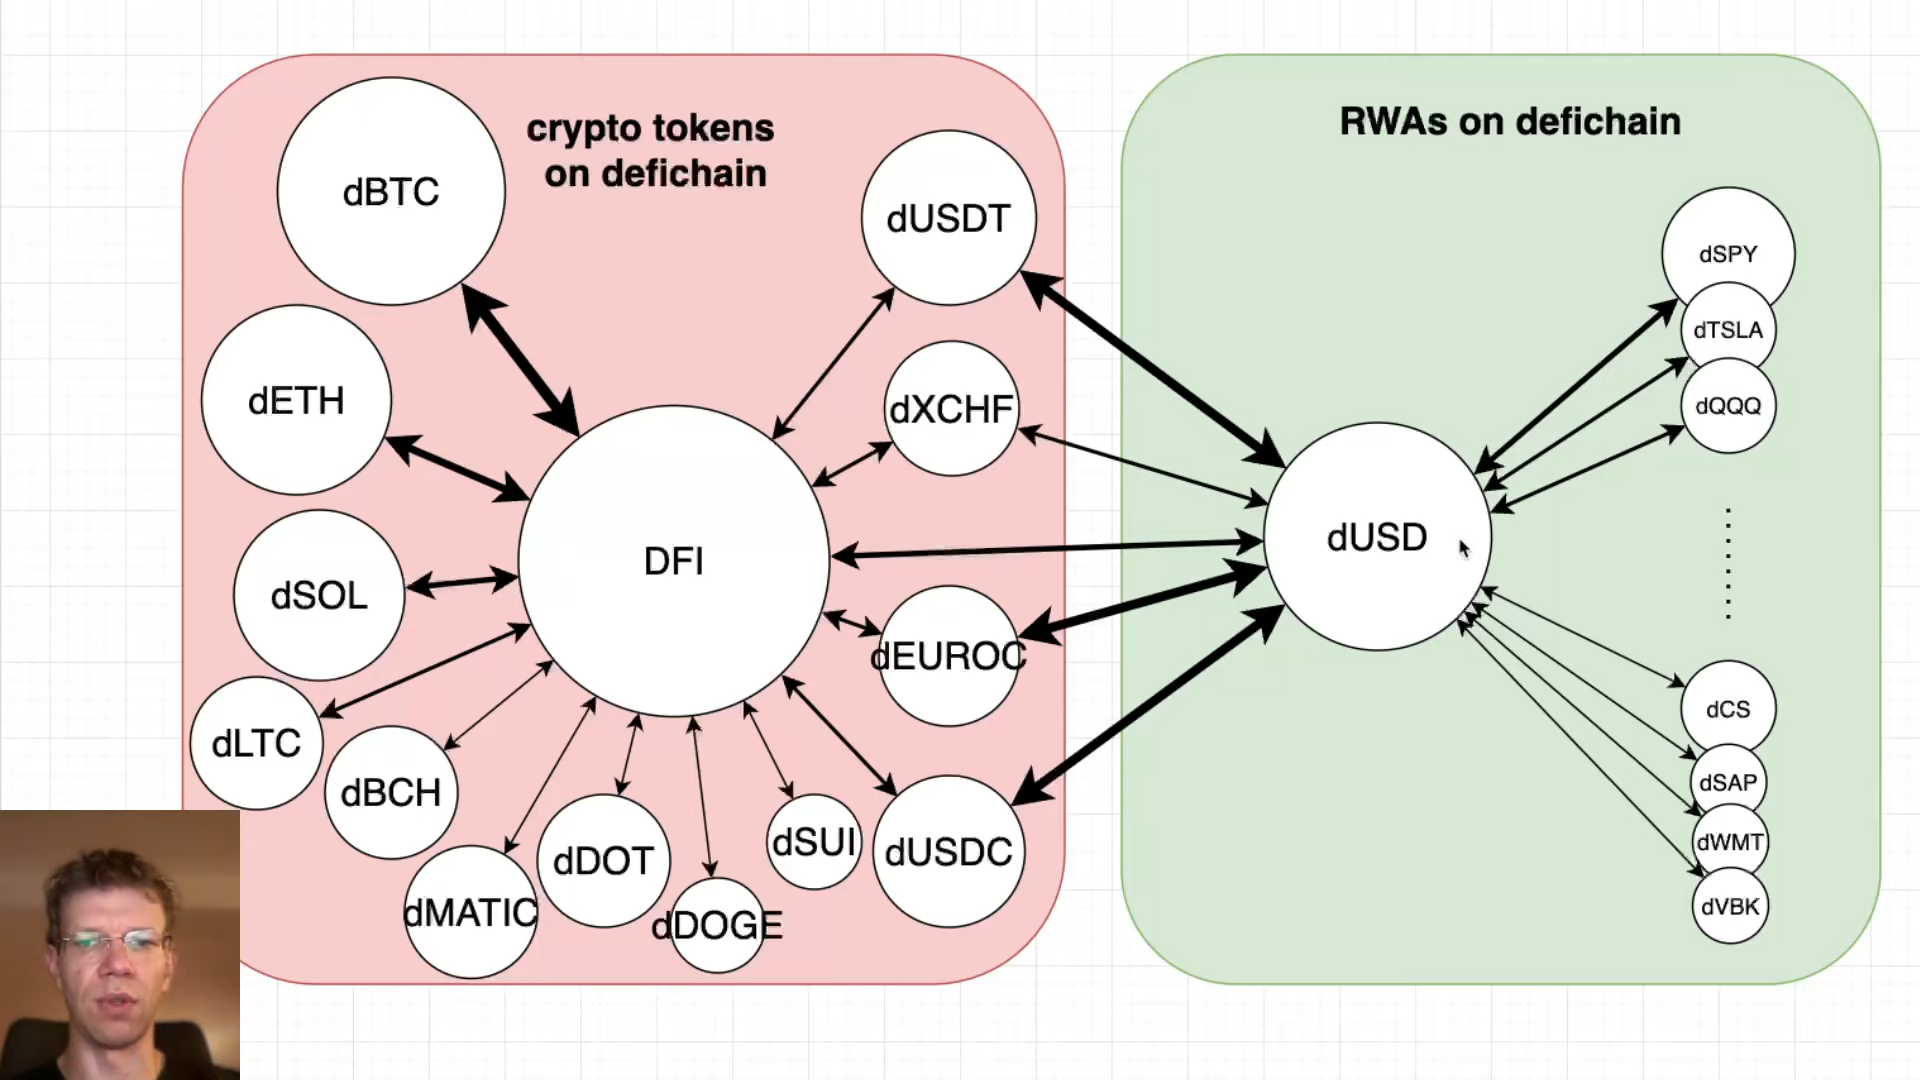 crypto tokens
on defichain
RWAs on defichain
dBTC
dUSDT
dSPY
dTSLA
dETH
dXCHF
dQQQ
DFI
dUSD
dSOL
dEUROC
dLTC
dBCH
dCS
dMATIC
dDOT
dDOGE
dSUI
dUSDC
dSAP
dWMT
dVBK